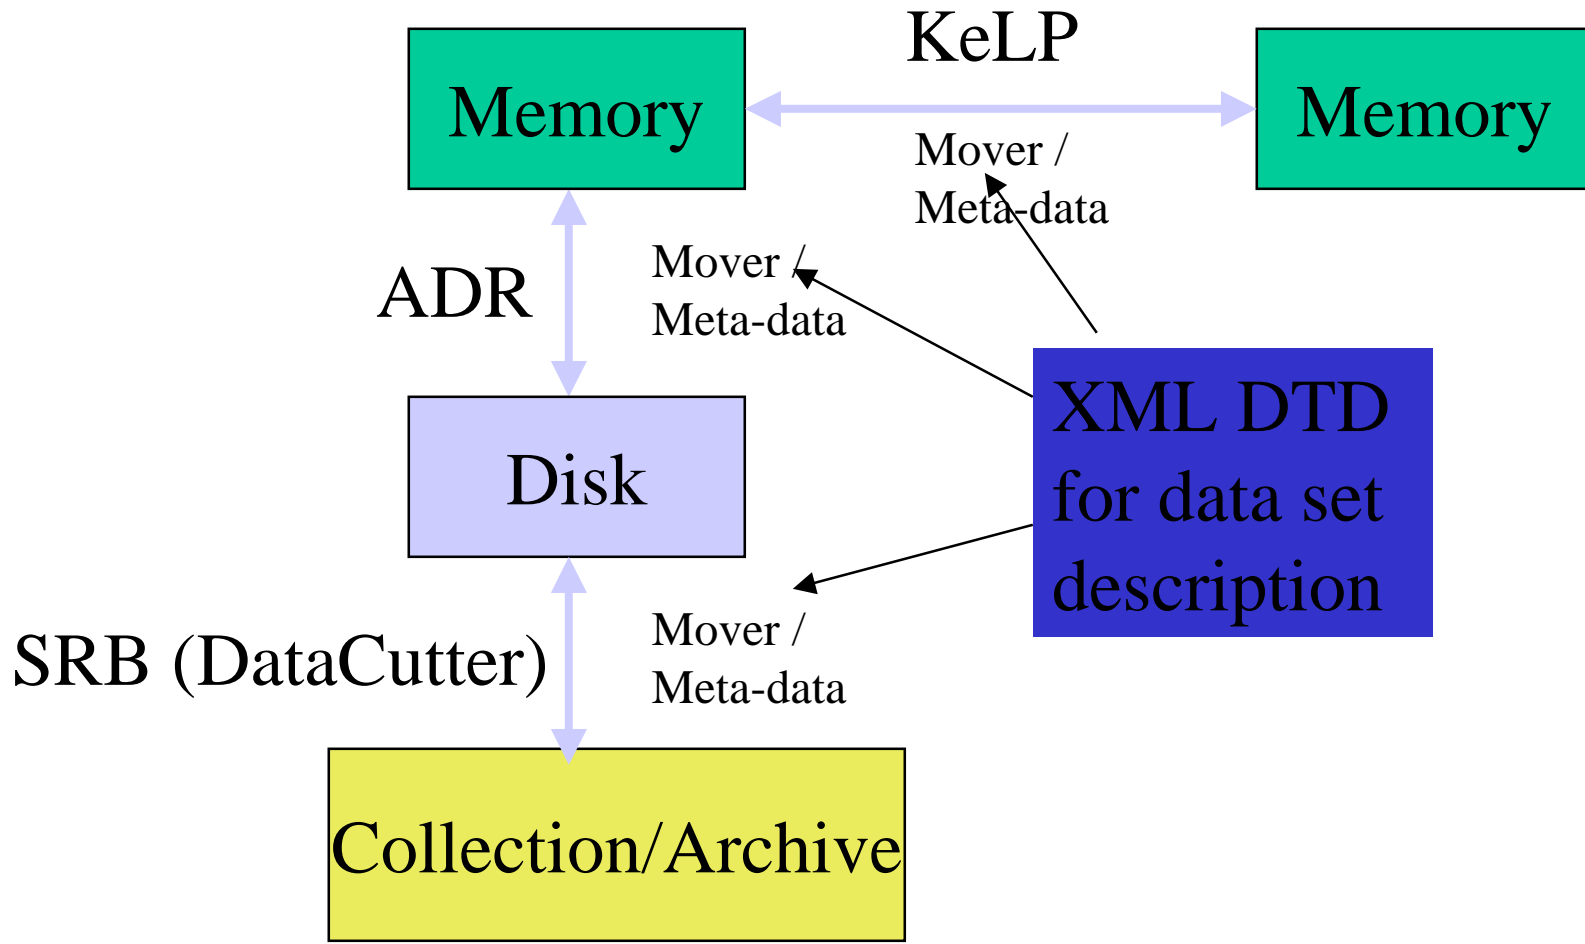 KeLP
Memory
Memory
Mover /
Meta-data
ADR
Mover /
Meta-data
XML DTD
for data set
description
Disk
SRB (DataCutter)
Mover /
Meta-data
Collection/Archive